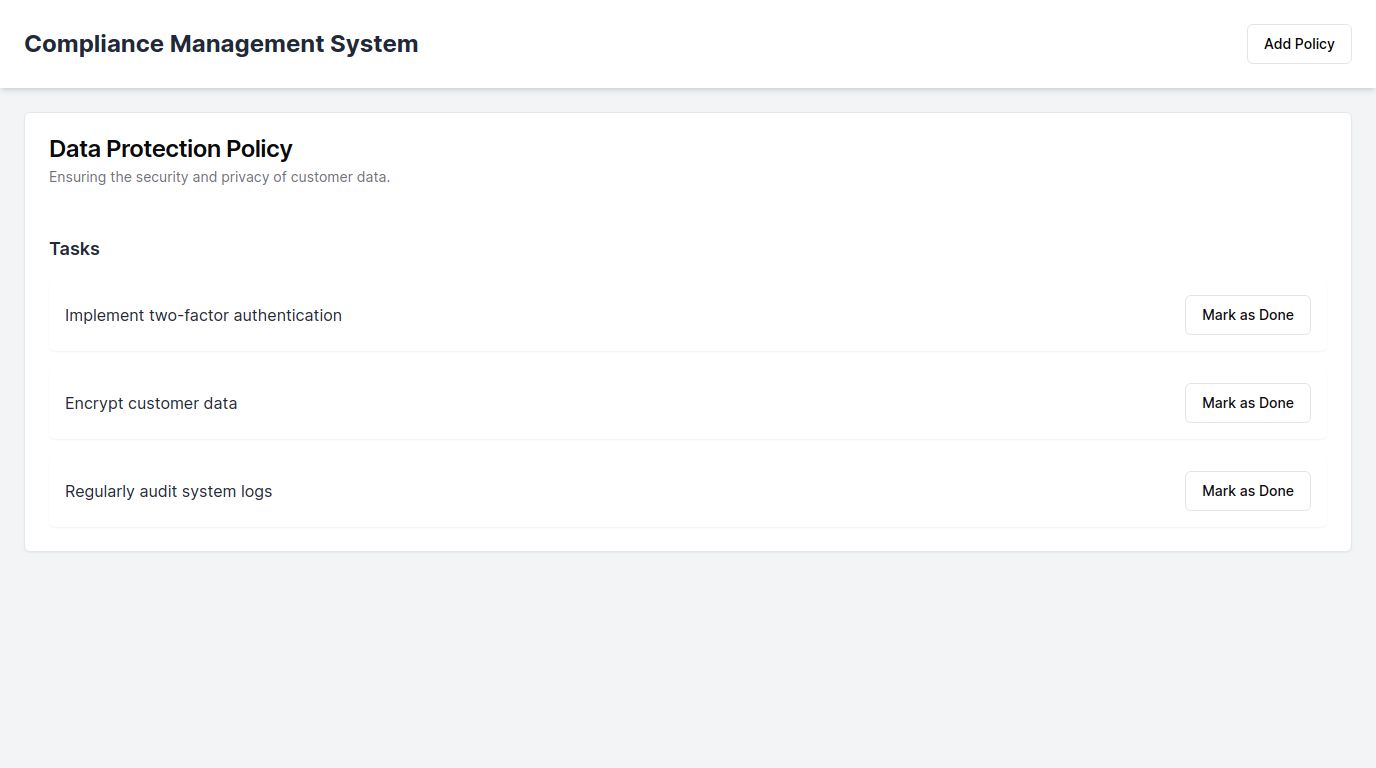 Compliance Management System
Add Policy
Data Protection Policy
Ensuring the security and privacy of customer data.
Tasks
Implement two-factor authentication
Mark as Done
Encrypt customer data
Mark as Done
Regularly audit system logs
Mark as Done